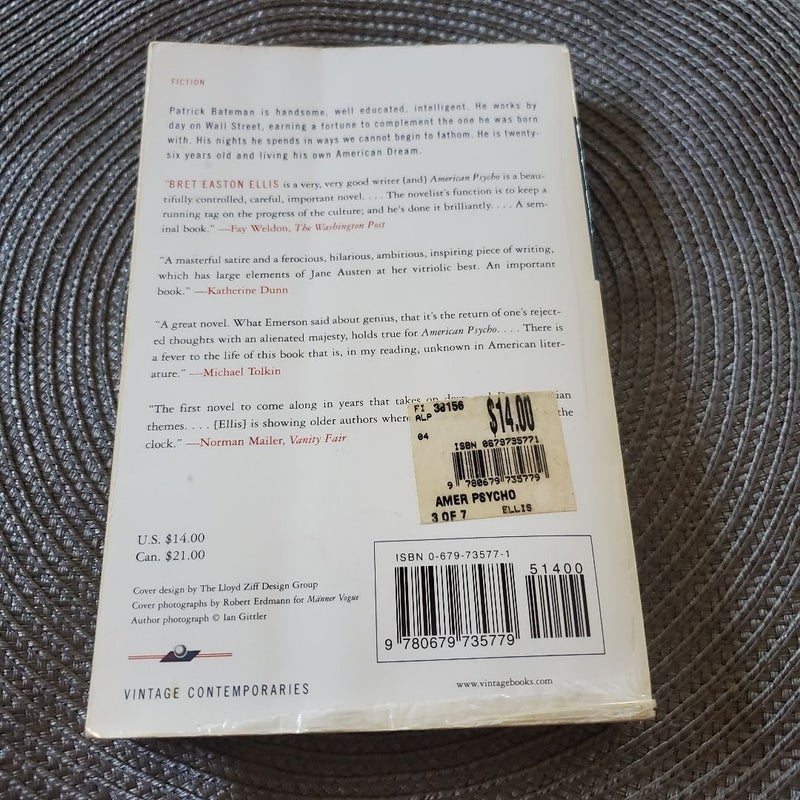 FICTION
Patrick Bateman is handsome, well educated, intelligent. He works by
day on Wall Street, earning a fortune to complement the one he was born
with. His nights he spends in ways we cannot begin to fathom. He is twenty-
six years old and living his own American Dream.
"BRET EASTON ELLIS is a very, very good writer [and] American Psycho is a beau-
tifully controlled, careful, important novel. . . . The novelist's function is to keep a
running tag on the progress of the culture; and he's done it brilliantly. . . . A sem-
inal book." —Fay Weldon, The Washington Post
"A masterful satire and a ferocious, hilarious, ambitious, inspiring piece of writing,
which has large elements of Jane Austen at her vitriolic best. An important
book." —Katherine Dunn
"A great novel. What Emerson said about genius, that it's the return of one's reject-
ed thoughts with an alienated majesty, holds true for American Psycho. . . . There is
a fever to the life of this book that is, in my reading, unknown in American liter-
ature." —Michael Tolkin
"The first novel to come along in years that takes on
themes. . . . [Ellis] is showing older authors where the
clock." —Norman Mailer, Vanity Fair
FI 38156 $14.00
ALP
04
ISBN 0679735771
9 780679 735779
AMER PSYCHO
3 OF 7 ELLIS
U.S. $14.00
Can. $21.00
ISBN 0-679-73577-1
51400
9 780679 735779
Cover design by The Lloyd Ziff Design Group
Cover photographs by Robert Erdmann for Männer Vogue
Author photograph © Ian Gittler
VINTAGE CONTEMPORARIES
www.vintagebooks.com